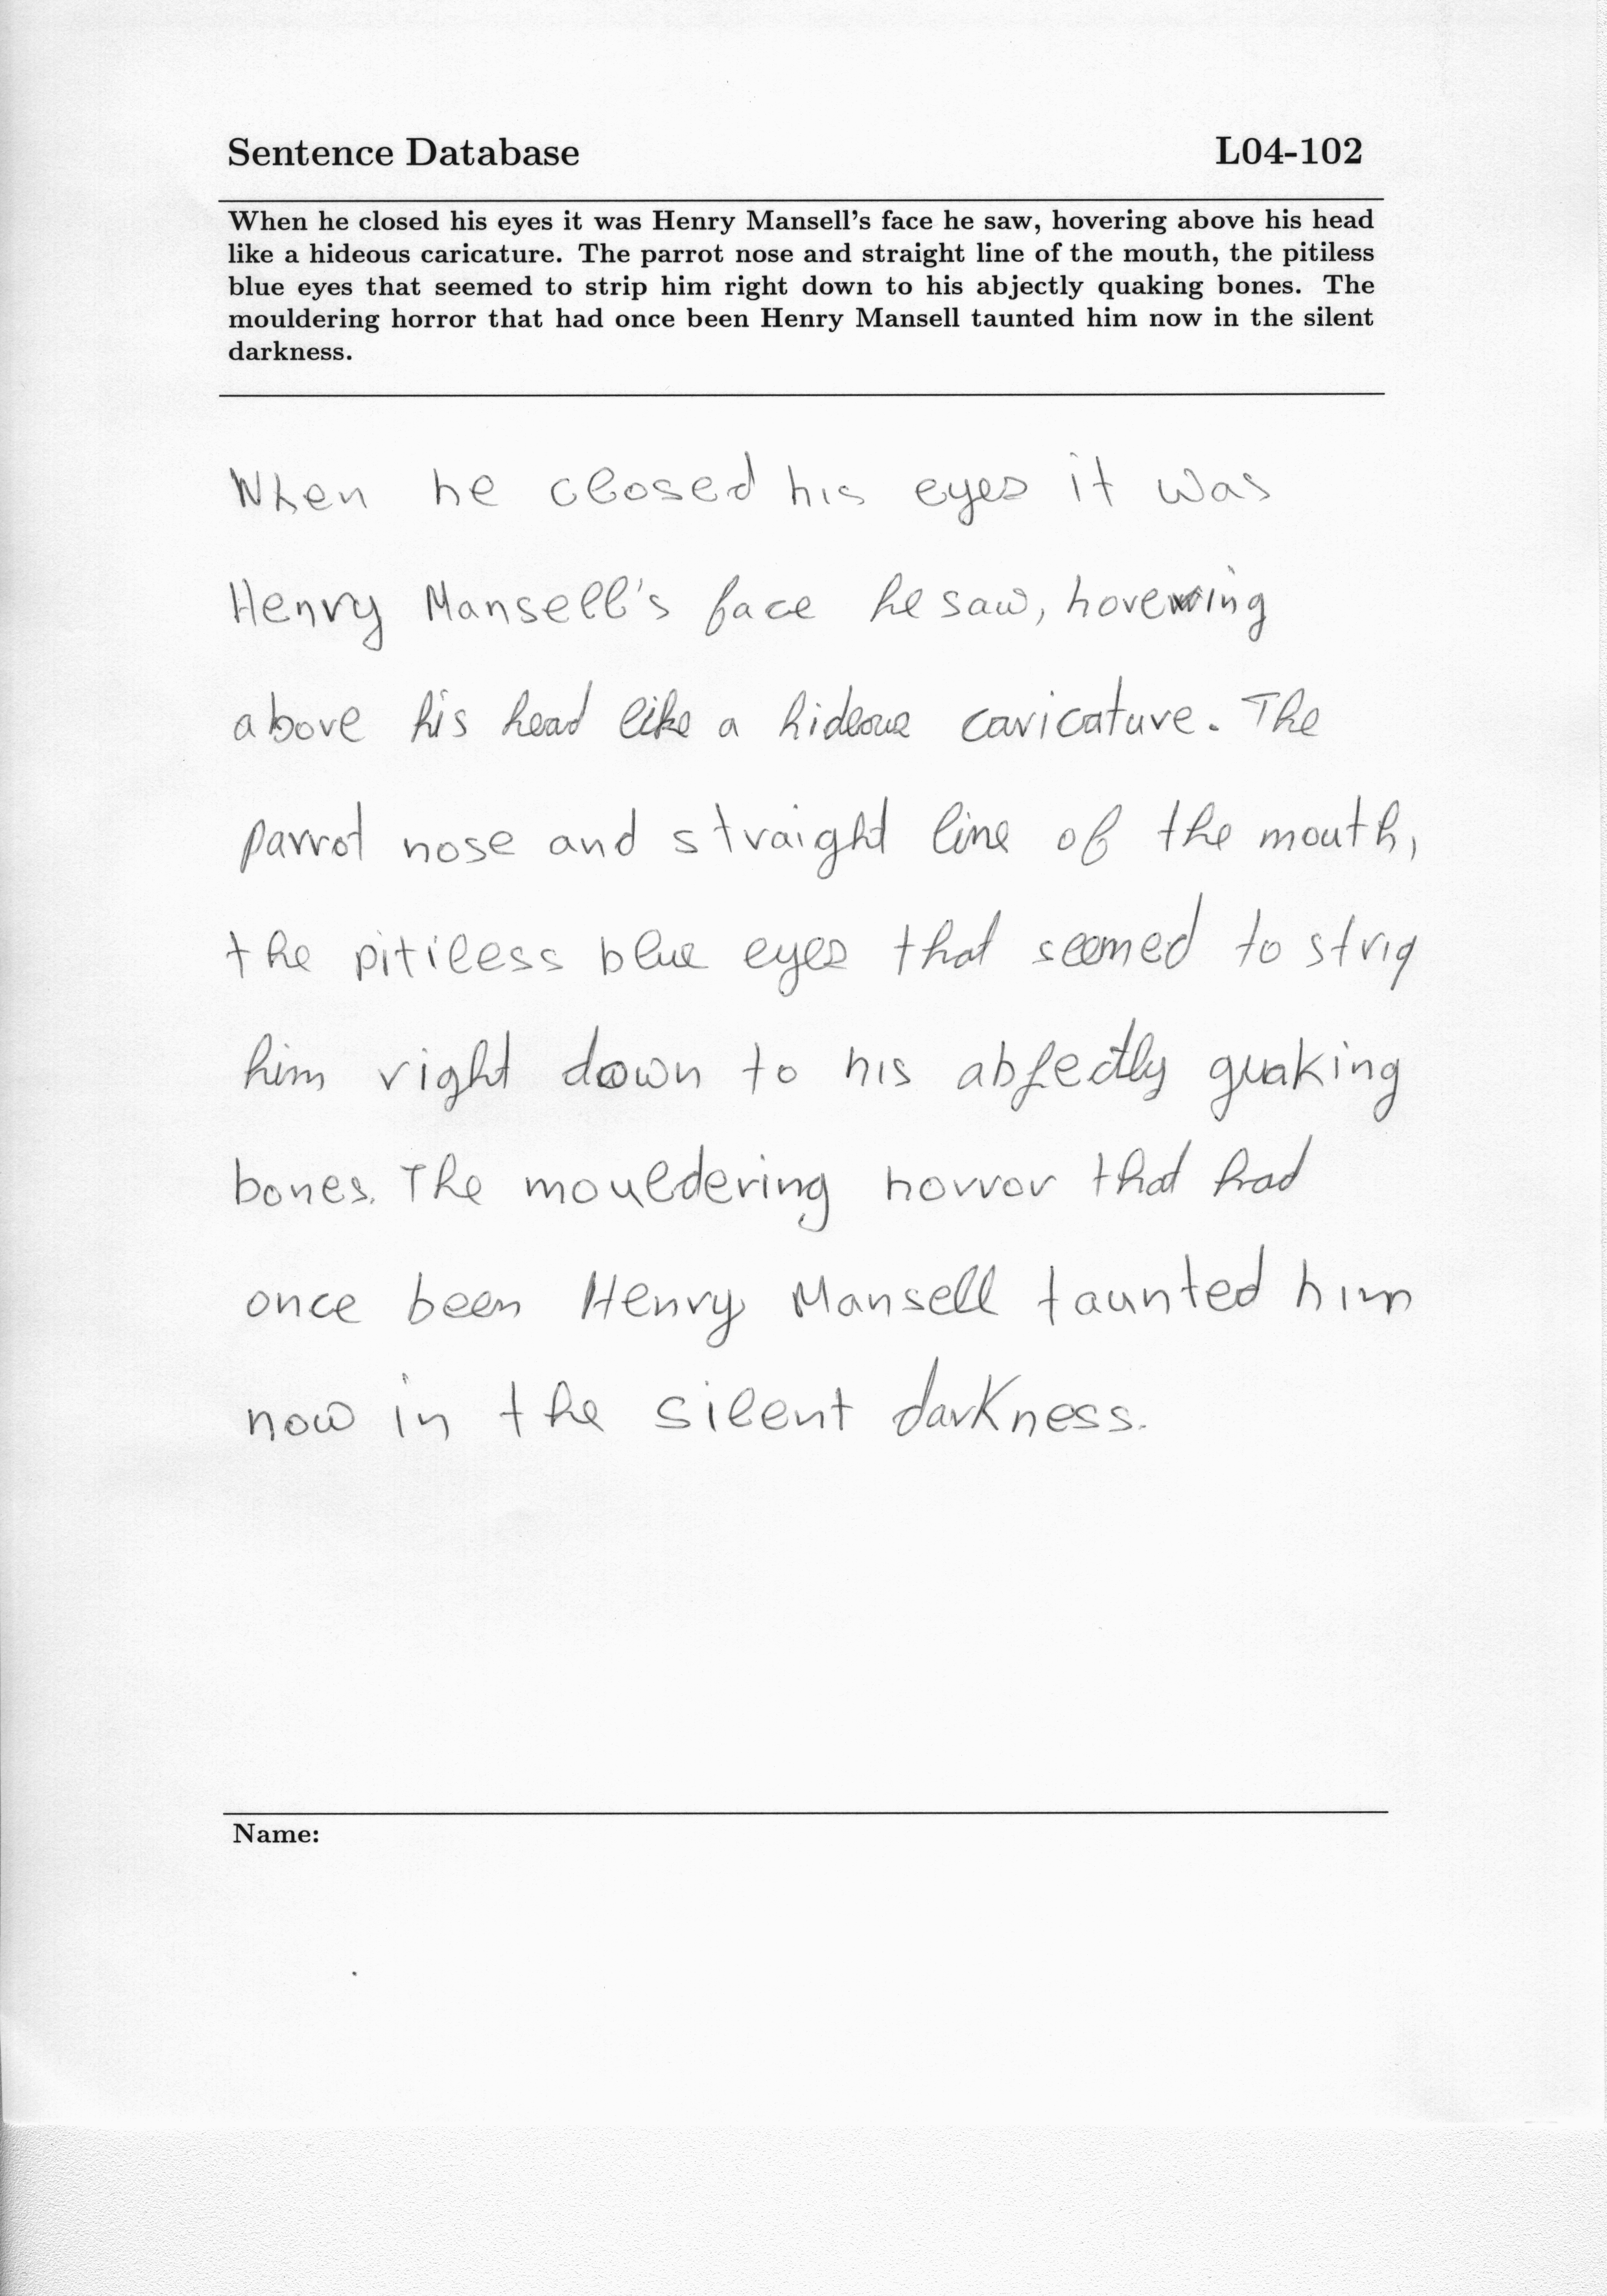 Sentence Database L04-102
When he closed his eyes it was Henry Mansell's face he saw, hovering above his head
like a hideous caricature. The parrot nose and straight line of the mouth, the pitiless
blue eyes that seemed to strip him right down to his abjectly quaking bones. The
mouldering horror that had once been Henry Mansell taunted him now in the silent
darkness.
When he closed his eyes it was
Henry Mansell's face he saw, hovering
above his head like a hideous caricature. The
parrot nose and straight line of the mouth,
the pitiless blue eyes that seemed to strip
him right down to his abjectly quaking
bones. The mouldering horror that had
once been Henry Mansell taunted him
now in the silent darkness.
Name: